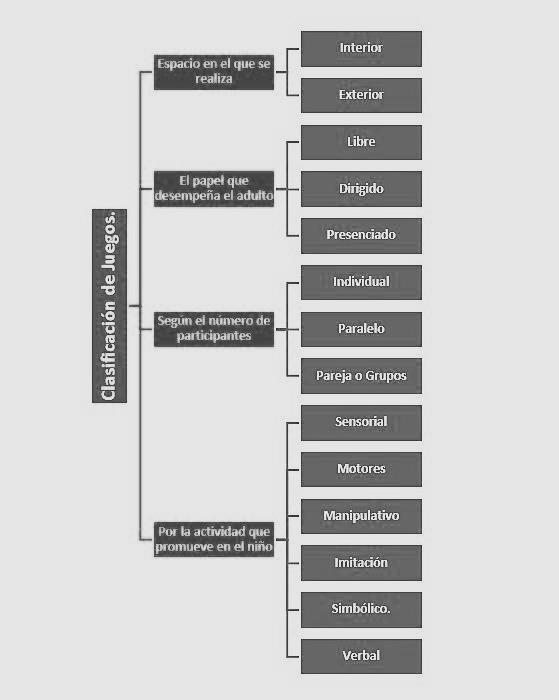 Clasificación de Juegos.
Espacio en el que se
realiza
Interior
Exterior
El papel que
desempeña el adulto
Libre
Dirigido
Presenciado
Según el número de
participantes
Individual
Paralelo
Pareja o Grupos
Por la actividad que
promueve en el niño
Sensorial
Motores
Manipulativo
Imitación
Simbólico.
Verbal